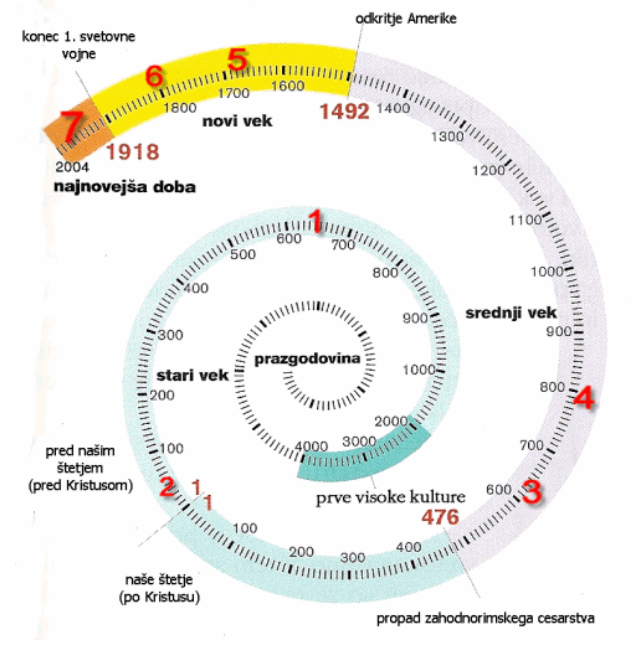 odkritje Amerike
konec 1. svetovne
vojne
5
6
7
1600
1700
1800
1492
1400
novi vek
1918
2004
najnovejša doba
1300
1200
1100
1000
srednji vek
900
800
4
700
600
3
476
1
600
700
500
800
400
900
300
prazgodovina
stari vek
1000
200
2000
3000
4000
100
pred našim
štetjem
(pred Kristusom)
2
1
1
prve visoke kulture
100
200
300
400
naše štetje
(po Kristusu)
propad zahodnorimskega cesarstva